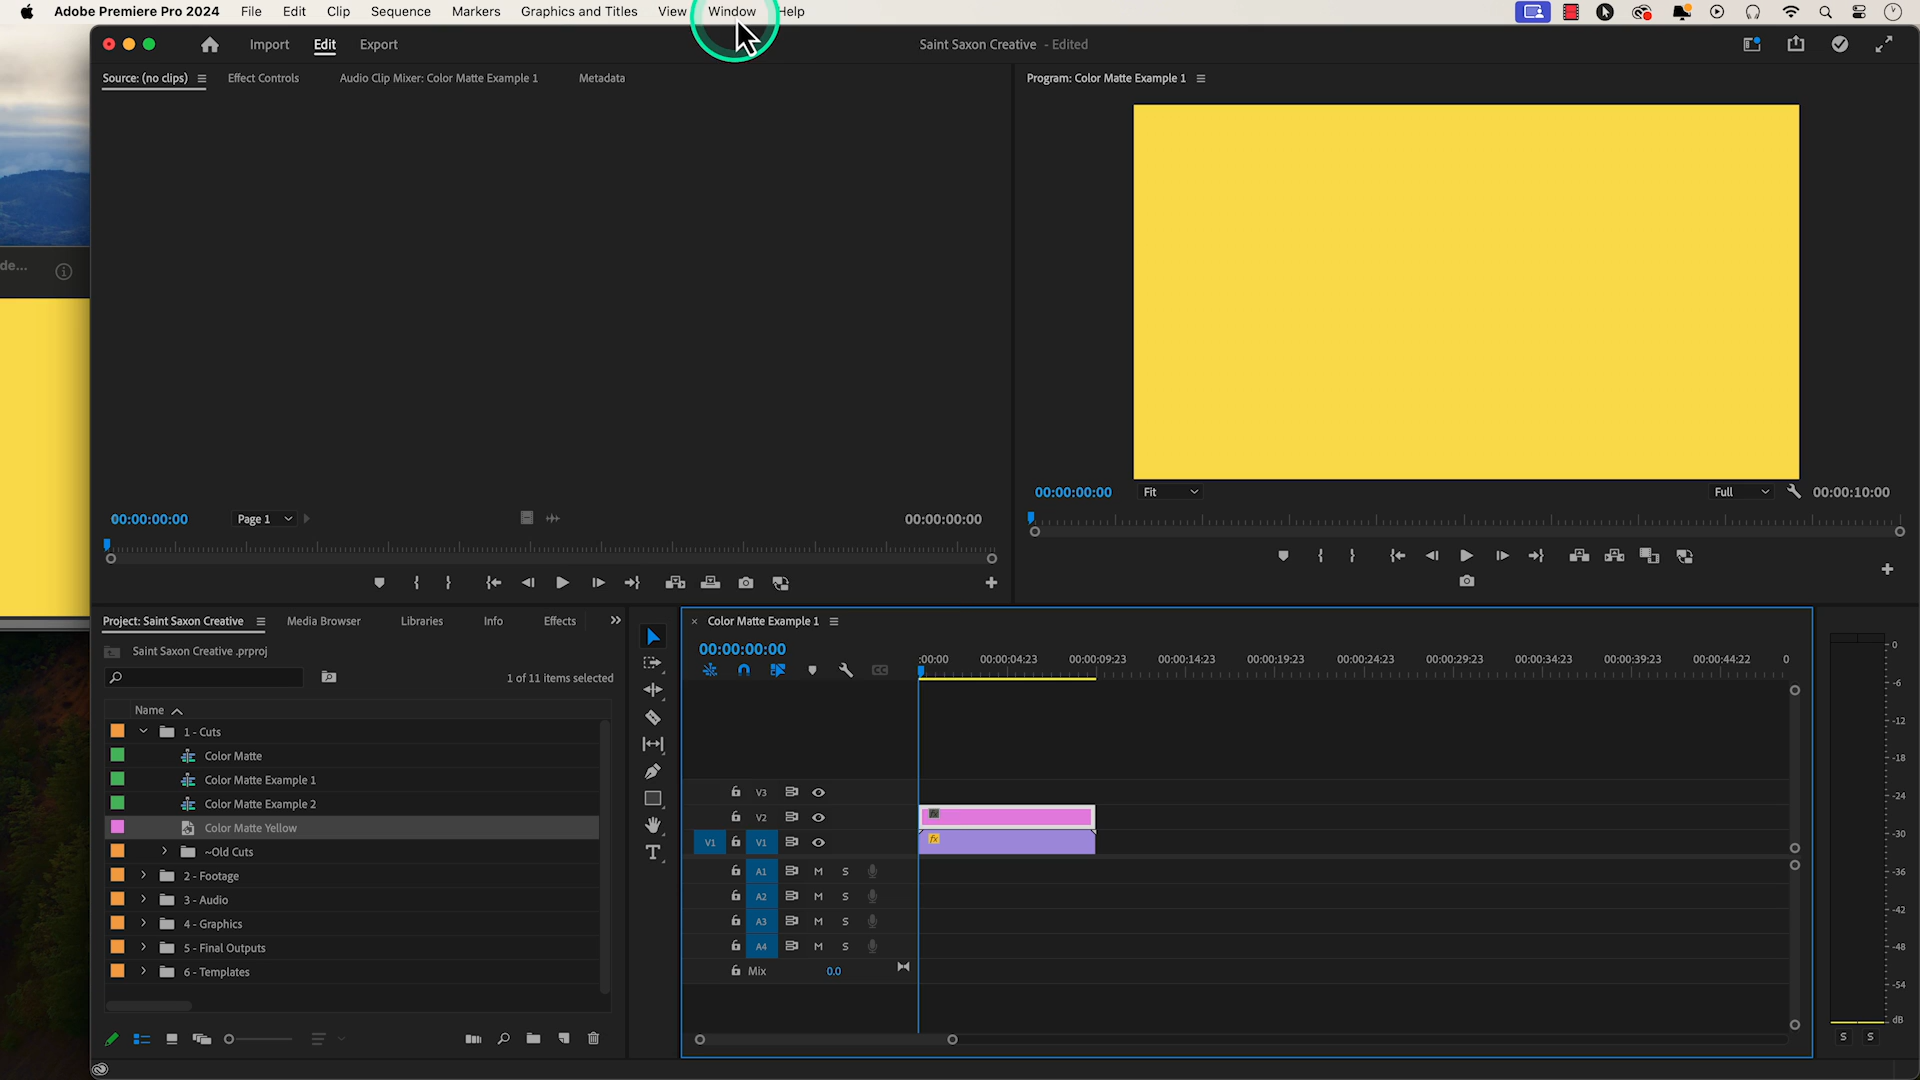 Adobe Premiere Pro 2024 File Edit Clip Sequence Markers Graphics and Titles View Window Help
Import Edit Export
Saint Saxon Creative - Edited
Source: (no clips) Effect Controls Audio Clip Mixer: Color Matte Example 1 Metadata
Program: Color Matte Example 1
de...
00:00:00:00 Fit Full 00:00:10:00
00:00:00:00 Page 1 00:00:00:00
Project: Saint Saxon Creative Media Browser Libraries Info Effects
Saint Saxon Creative .prproj
1 of 11 items selected
Name
1 - Cuts
Color Matte
Color Matte Example 1
Color Matte Example 2
Color Matte Yellow
~Old Cuts
2 - Footage
3 - Audio
4 - Graphics
5 - Final Outputs
6 - Templates
Color Matte Example 1
00:00:00:00
:00:00 00:00:04:23 00:00:09:23 00:00:14:23 00:00:19:23 00:00:24:23 00:00:29:23 00:00:34:23 00:00:39:23 00:00:44:22 0
CC
V3
V2 fx
V1 V1 fx
A1 M S
A2 M S
A3 M S
A4 M S
Mix 0.0
0
-6
-12
-18
-24
-30
-36
-42
-48
-54
dB
S S